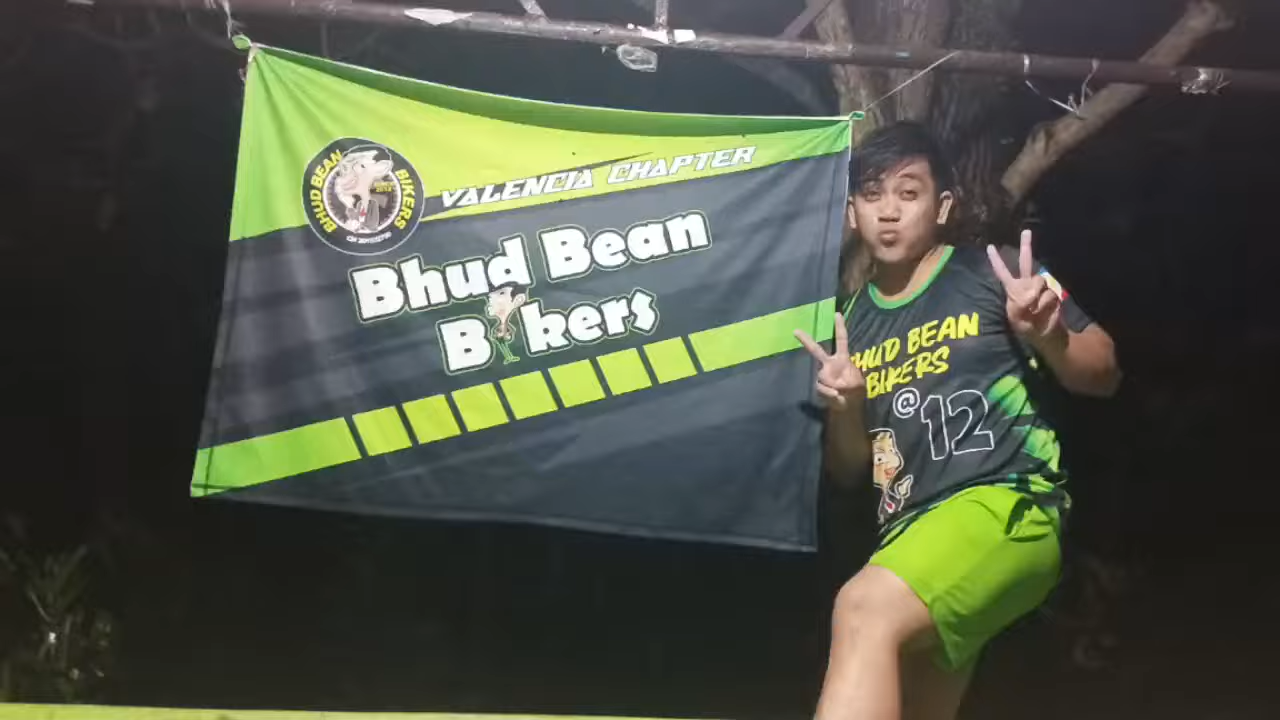 BHUD BEAN
BIKERS
VALENCIA CHAPTER
Bhud Bean
Bikers
BHUD BEAN
BIKERS
@12